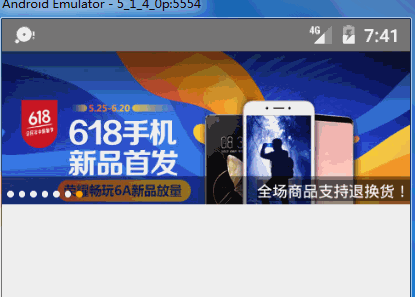 Android Emulator - 5_1_4_0p:5554
4G 7:41
618
5.25-6.20
618手机
新品首发
荣耀畅玩6A新品放量
全场商品支持退换货！